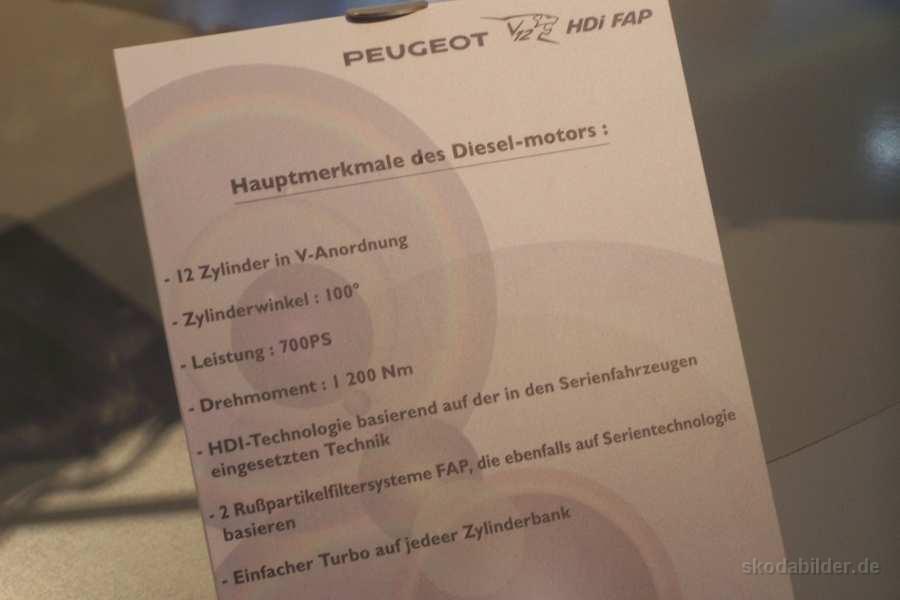 PEUGEOT V12 HDi FAP
Hauptmerkmale des Diesel-motors :
- 12 Zylinder in V-Anordnung
- Zylinderwinkel : 100°
- Leistung : 700PS
- Drehmoment : 1 200 Nm
- HDI-Technologie basierend auf der in den Serienfahrzeugen
eingesetzten Technik
- 2 Rußpartikelfiltersysteme FAP, die ebenfalls auf Serientechnologie
basieren
- Einfacher Turbo auf jedeer Zylinderbank
skodabilder.de